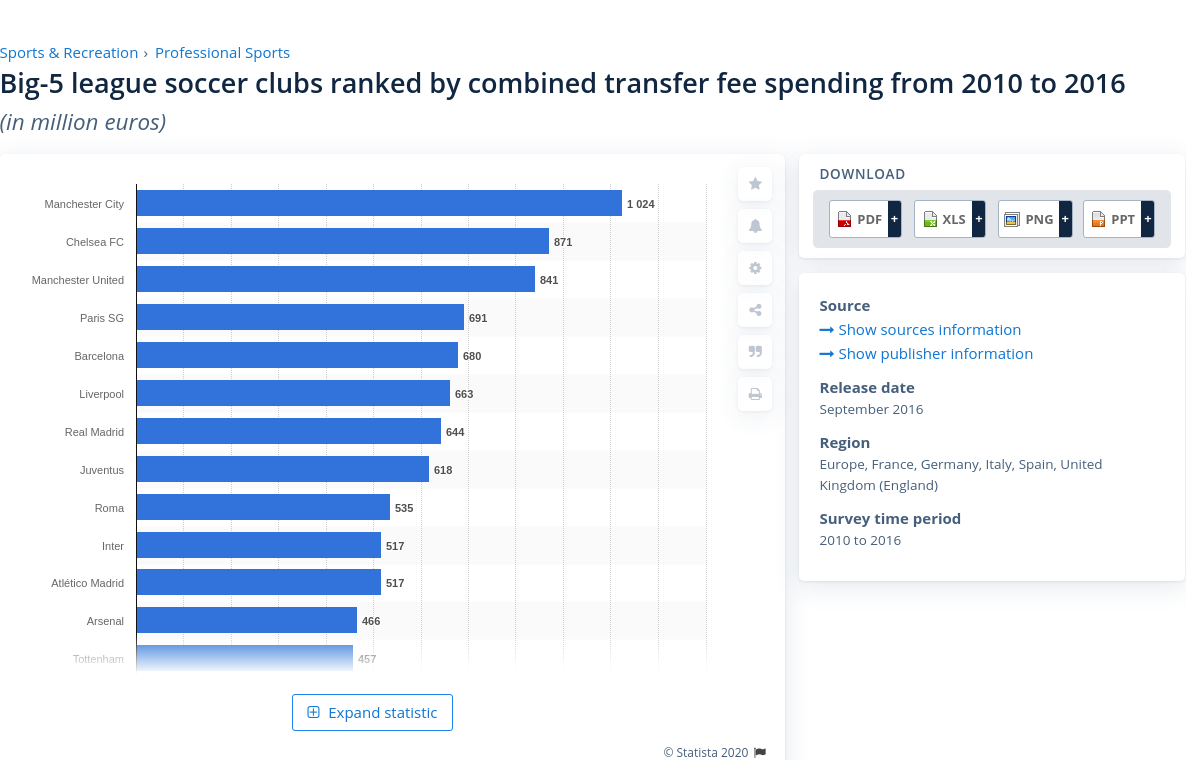 Sports & Recreation › Professional Sports
Big-5 league soccer clubs ranked by combined transfer fee spending from 2010 to 2016
(in million euros)
Manchester City 1 024
Chelsea FC 871
Manchester United 841
Paris SG 691
Barcelona 680
Liverpool 663
Real Madrid 644
Juventus 618
Roma 535
Inter 517
Atlético Madrid 517
Arsenal 466
Tottenham 457
Expand statistic
© Statista 2020
DOWNLOAD
PDF + XLS + PNG + PPT +
Source
Show sources information
Show publisher information
Release date
September 2016
Region
Europe, France, Germany, Italy, Spain, United
Kingdom (England)
Survey time period
2010 to 2016